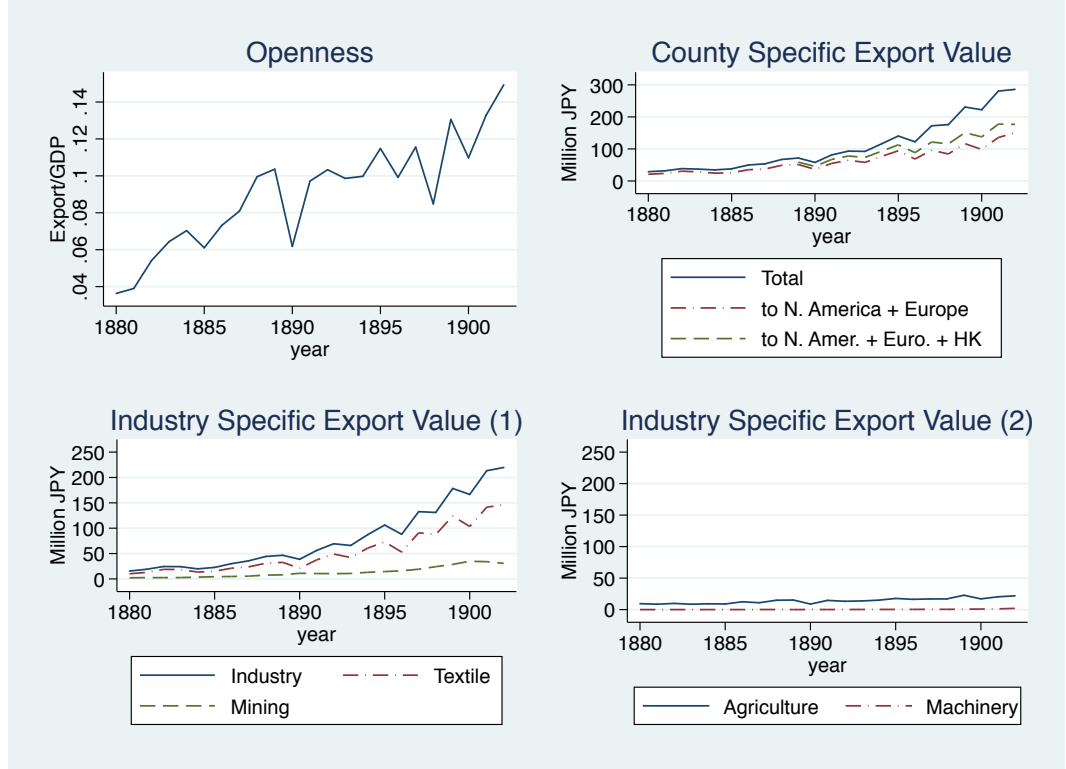 Openness
Export/GDP
.14
.12
.1
.08
.06
.04
1880 1885 1890 1895 1900
year
County Specific Export Value
Million JPY
300
200
100
0
1880 1885 1890 1895 1900
year
Total
to N. America + Europe
to N. Amer. + Euro. + HK
Industry Specific Export Value (1)
Million JPY
250
200
150
100
50
0
1880 1885 1890 1895 1900
year
Industry Textile
Mining
Industry Specific Export Value (2)
Million JPY
250
200
150
100
50
0
1880 1885 1890 1895 1900
year
Agriculture Machinery